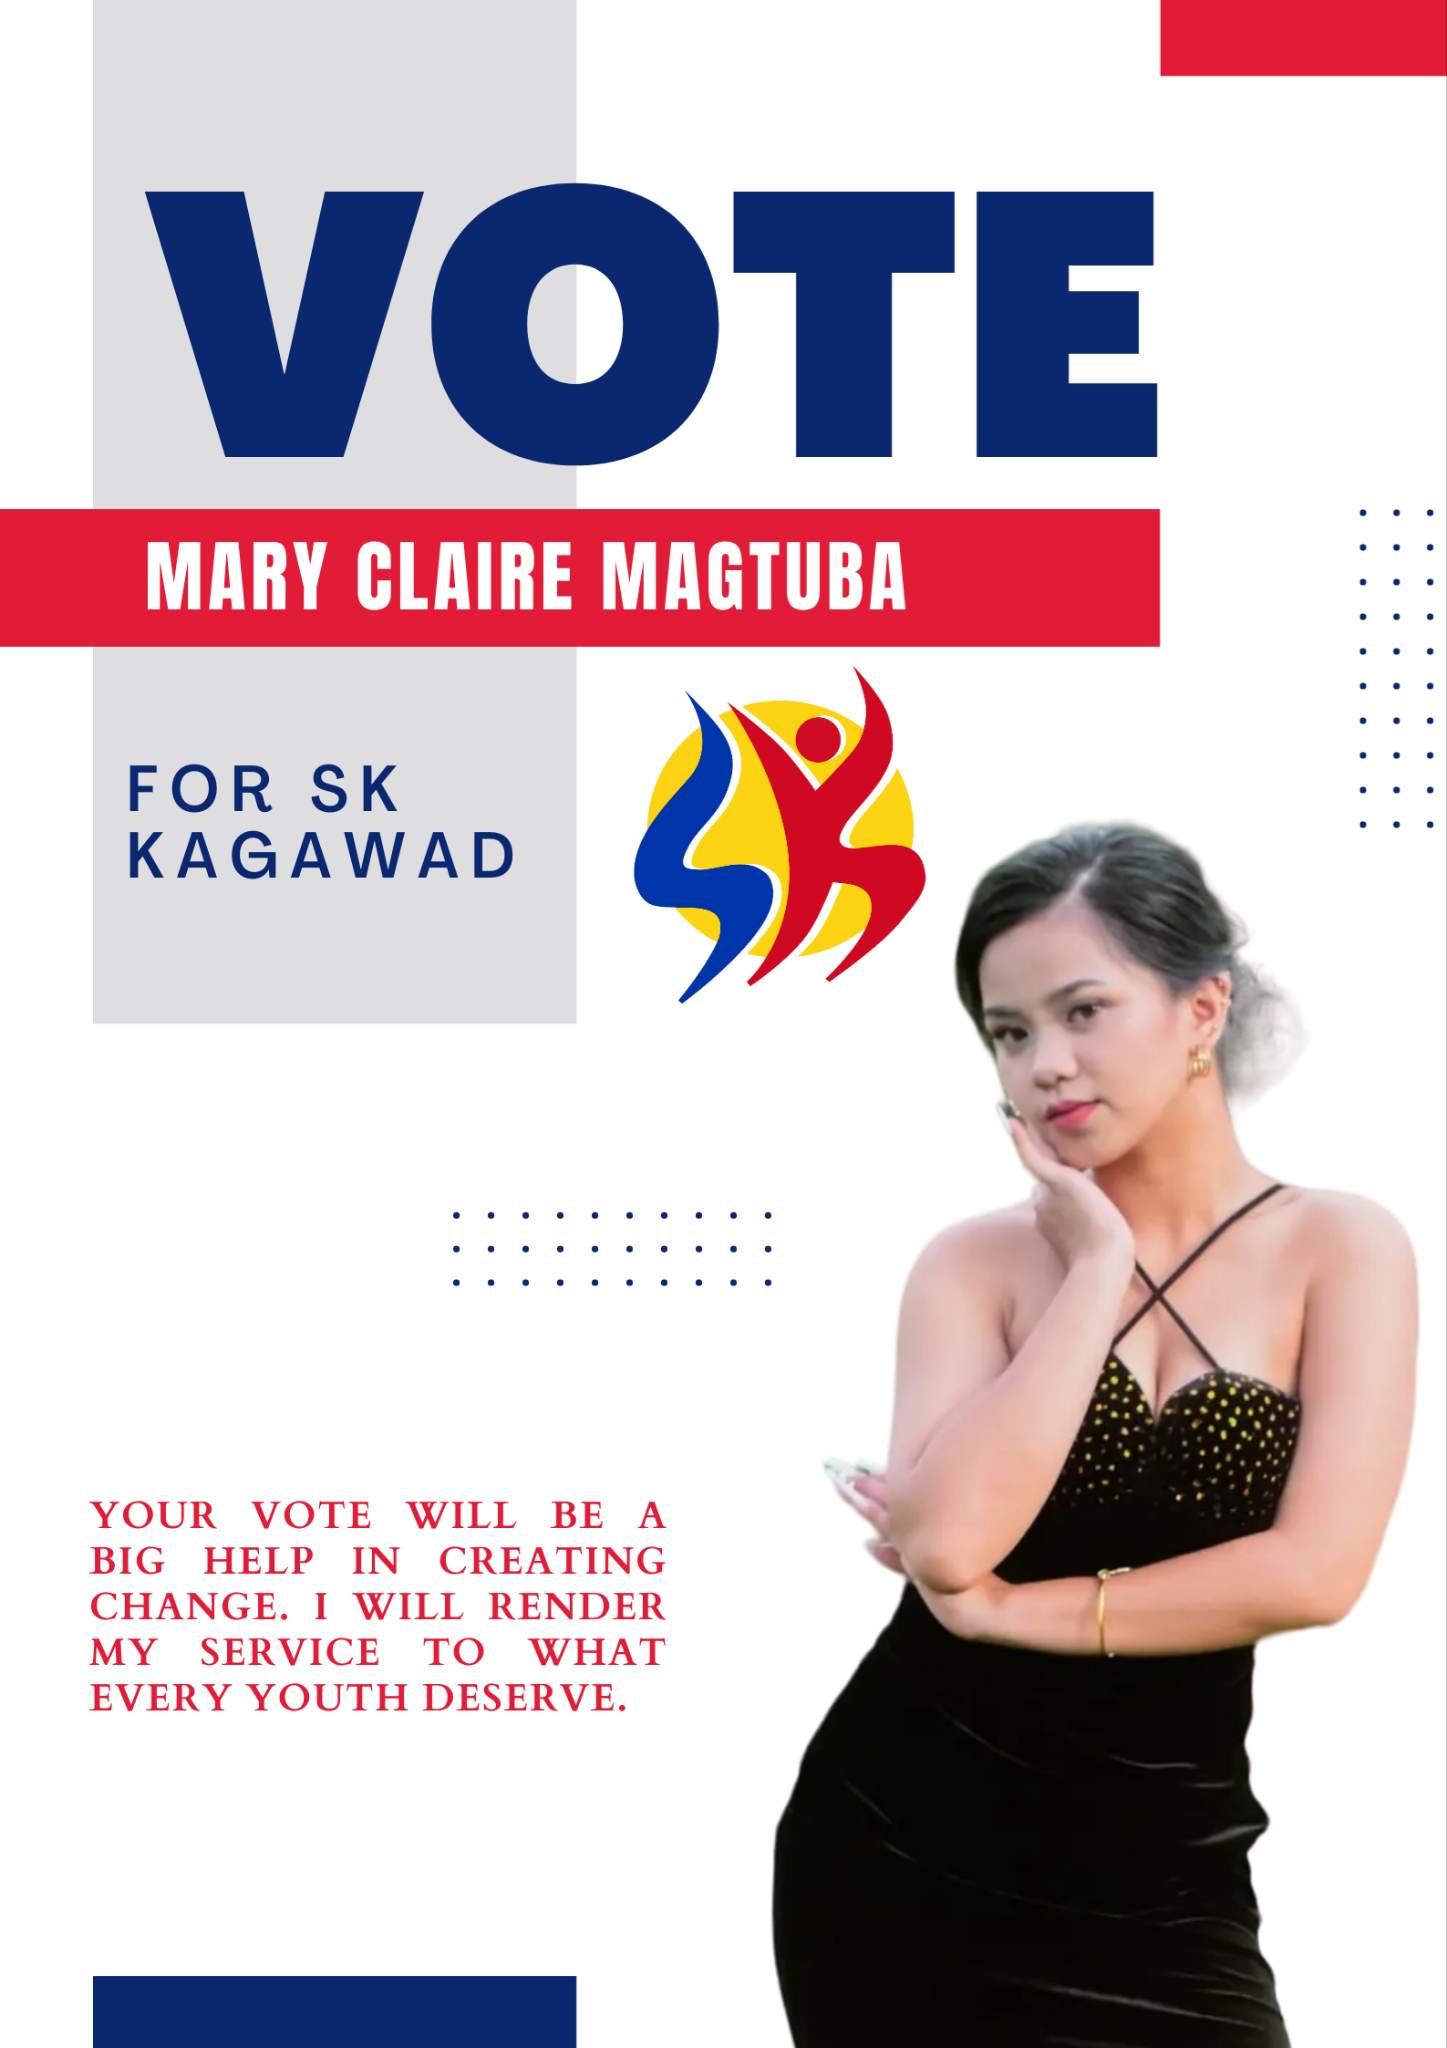 VOTE
MARY CLAIRE MAGTUBA
FOR SK
KAGAWAD
SK
YOUR VOTE WILL BE A
BIG HELP IN CREATING
CHANGE. I WILL RENDER
MY SERVICE TO WHAT
EVERY YOUTH DESERVE.